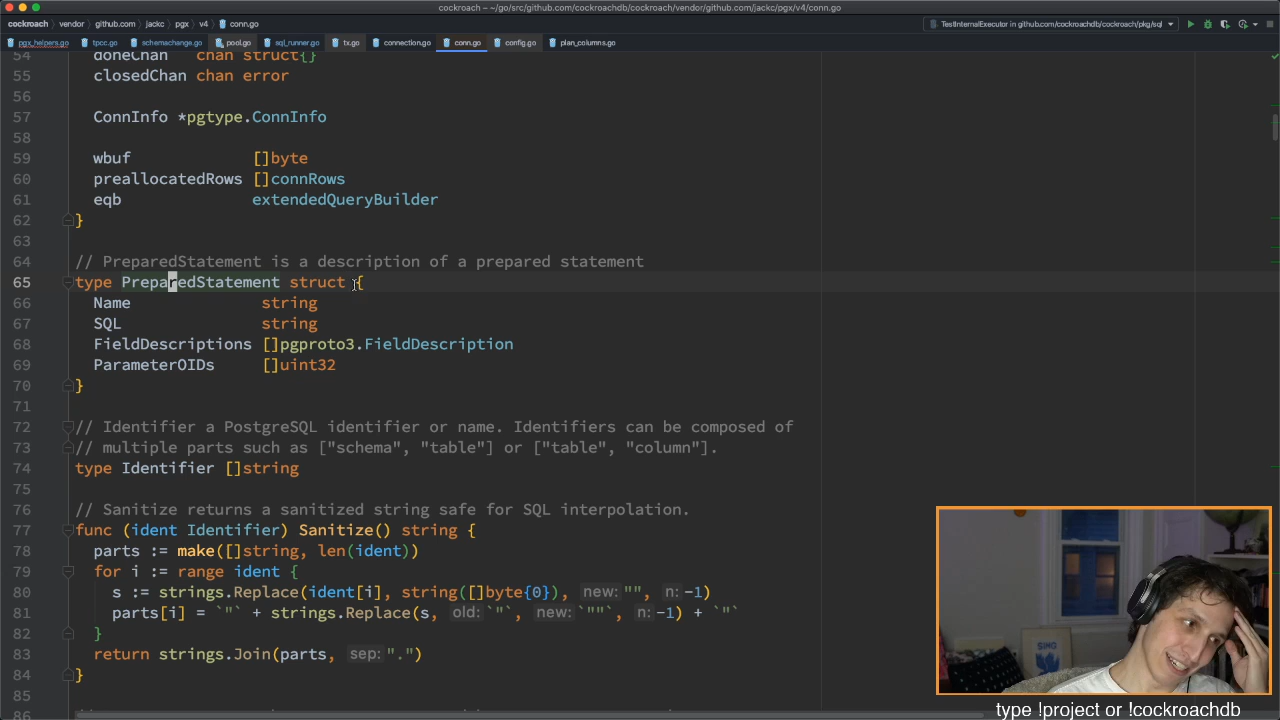 cockroach – ~/go/src/github.com/cockroachdb/cockroach/vendor/github.com/jackc/pgx/v4/conn.go
cockroach vendor github.com jackc pgx v4 conn.go TestInternalExecutor in github.com/cockroachdb/cockroach/pkg/sql
pgx_helpers.go tpcc.go schemachange.go pool.go sql_runner.go tx.go connection.go conn.go config.go plan_columns.go
54 doneChan chan struct{}
55 closedChan chan error
56
57 ConnInfo *pgtype.ConnInfo
58
59 wbuf []byte
60 preallocatedRows []connRows
61 eqb extendedQueryBuilder
62 }
63
64 // PreparedStatement is a description of a prepared statement
65 type PreparedStatement struct {
66 Name string
67 SQL string
68 FieldDescriptions []pgproto3.FieldDescription
69 ParameterOIDs []uint32
70 }
71
72 // Identifier a PostgreSQL identifier or name. Identifiers can be composed of
73 // multiple parts such as ["schema", "table"] or ["table", "column"].
74 type Identifier []string
75
76 // Sanitize returns a sanitized string safe for SQL interpolation.
77 func (ident Identifier) Sanitize() string {
78 parts := make([]string, len(ident))
79 for i := range ident {
80 s := strings.Replace(ident[i], string([]byte{0}), new: "", n: -1)
81 parts[i] = `"` + strings.Replace(s, old: `"`, new: `""`, n: -1) + `"`
82 }
83 return strings.Join(parts, sep: ".")
84 }
85
86
SING
type !project or !cockroachdb